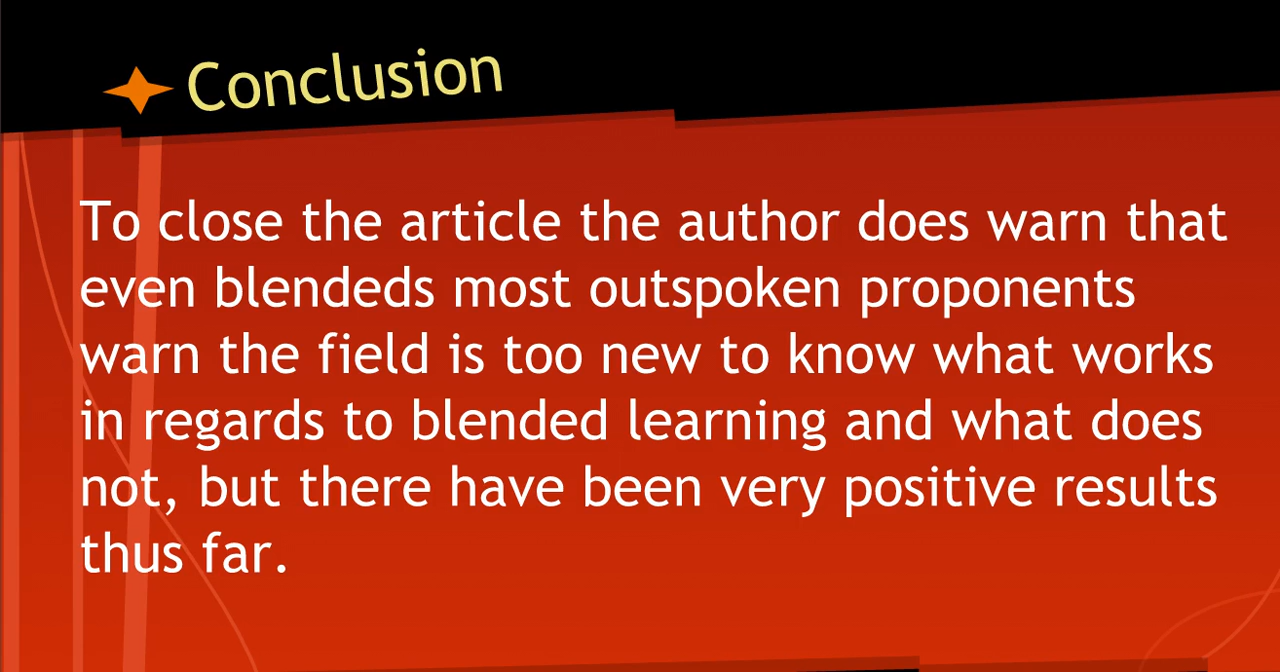 Conclusion
To close the article the author does warn that
even blendeds most outspoken proponents
warn the field is too new to know what works
in regards to blended learning and what does
not, but there have been very positive results
thus far.